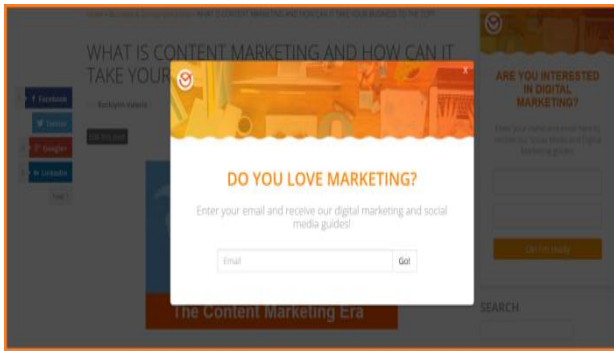 WHAT IS CONTENT MARKETING AND HOW CAN IT
TAKE YOUR
Facebook
Twitter
Google+
LinkedIn
X
DO YOU LOVE MARKETING?
Enter your email and receive our digital marketing and social
media guides!
Email
Go!
The Content Marketing Era
ARE YOU INTERESTED
IN DIGITAL
MARKETING?
SEARCH